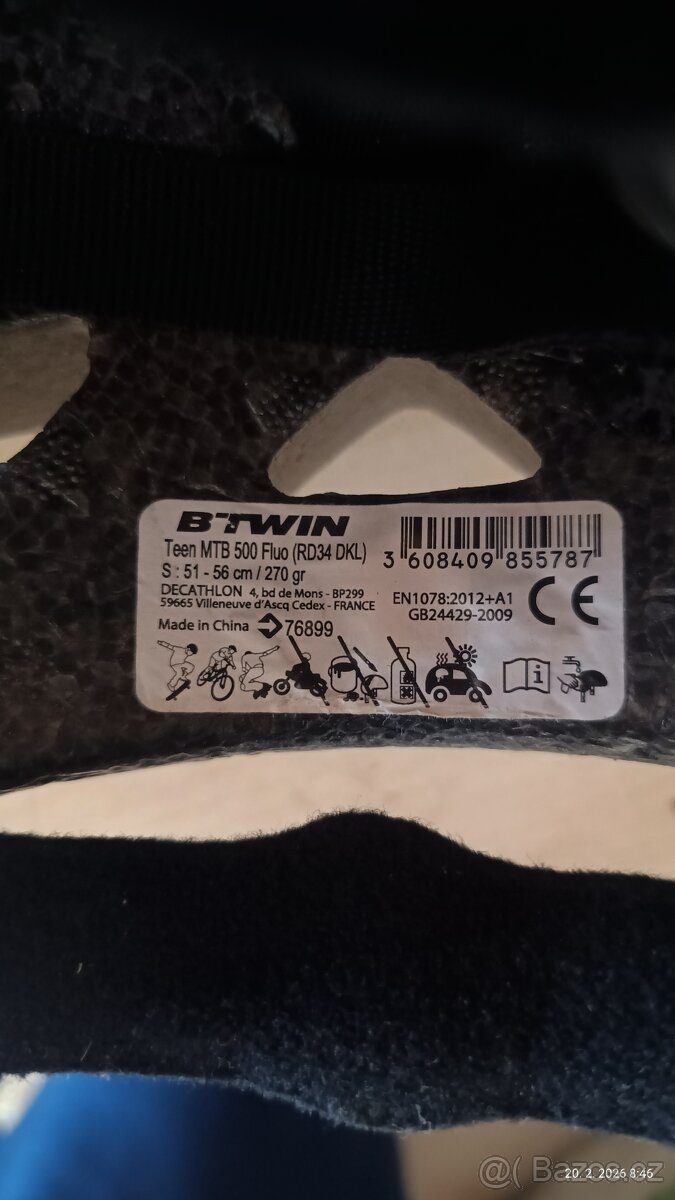 B'TWIN
Teen MTB 500 Fluo (RD34 DKL)
S : 51 - 56 cm / 270 gr
DECATHLON 4, bd de Mons - BP299
59665 Villeneuve d'Ascq Cedex - FRANCE
Made in China 76899
3 608409 855787
EN1078:2012+A1
GB24429-2009
CE
i
@( Bazos.cz
20. 2. 2026 8:46